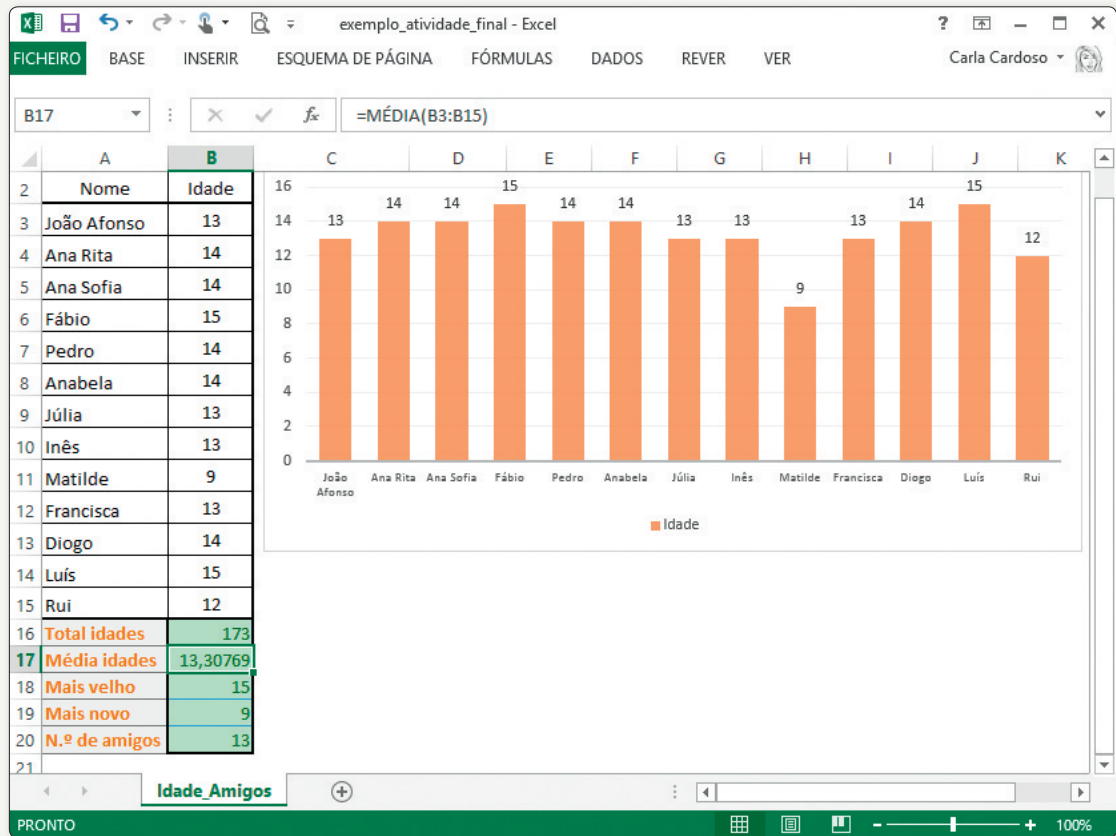 exemplo_atividade_final - Excel
?
FICHEIRO BASE INSERIR ESQUEMA DE PÁGINA FÓRMULAS DADOS REVER VER Carla Cardoso
B17 fx =MÉDIA(B3:B15)
A B C D E F G H I J K
2 Nome Idade
3 João Afonso 13
4 Ana Rita 14
5 Ana Sofia 14
6 Fábio 15
7 Pedro 14
8 Anabela 14
9 Júlia 13
10 Inês 13
11 Matilde 9
12 Francisca 13
13 Diogo 14
14 Luís 15
15 Rui 12
16 Total idades 173
17 Média idades 13,30769
18 Mais velho 15
19 Mais novo 9
20 N.º de amigos 13
21
16
14
12
10
8
6
4
2
0
13 14 14 15 14 14 13 13 9 13 14 15 12
João Afonso Ana Rita Ana Sofia Fábio Pedro Anabela Júlia Inês Matilde Francisca Diogo Luís Rui
Idade
Idade_Amigos
PRONTO 100%